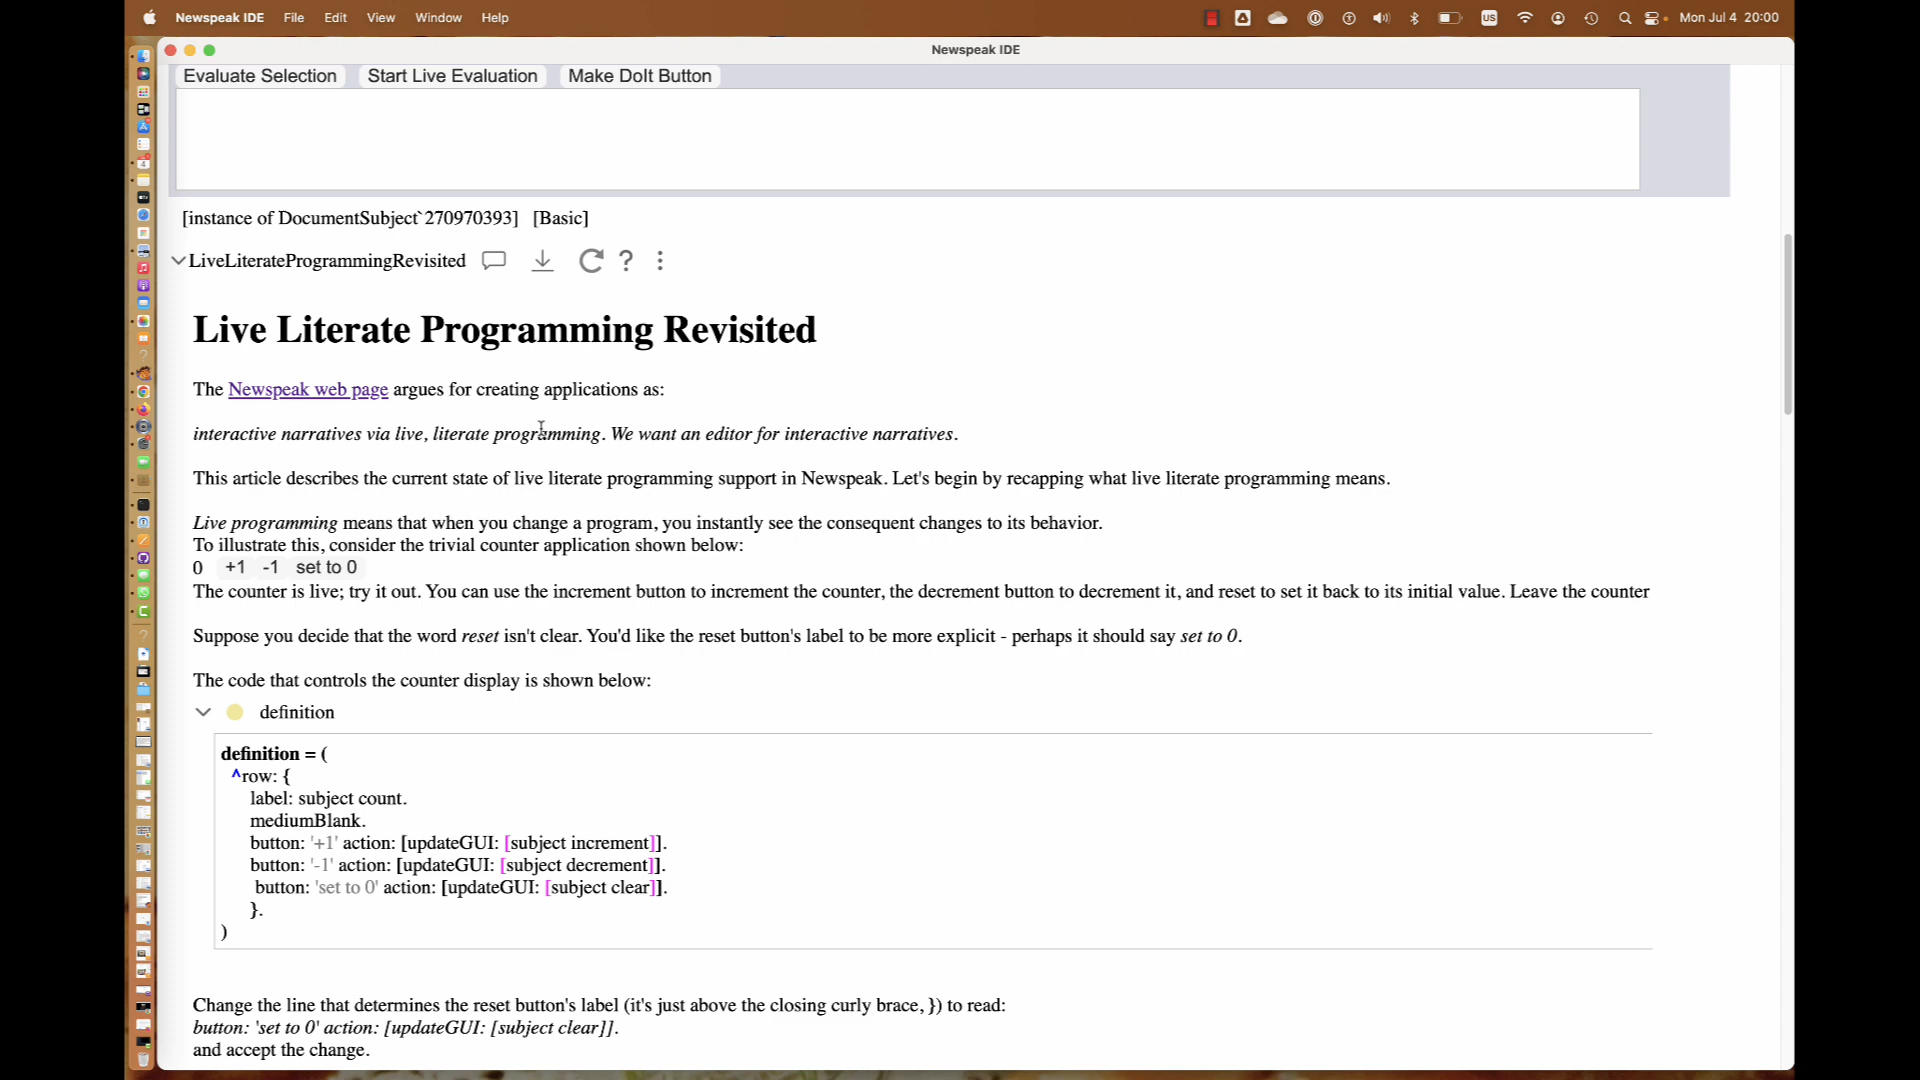 Newspeak IDE File Edit View Window Help US Mon Jul 4 20:00
Newspeak IDE
Evaluate Selection Start Live Evaluation Make DoIt Button
[instance of DocumentSubject`270970393] [Basic]
LiveLiterateProgrammingRevisited ?
Live Literate Programming Revisited
The Newspeak web page argues for creating applications as:
interactive narratives via live, literate programming. We want an editor for interactive narratives.
This article describes the current state of live literate programming support in Newspeak. Let's begin by recapping what live literate programming means.
Live programming means that when you change a program, you instantly see the consequent changes to its behavior.
To illustrate this, consider the trivial counter application shown below:
0 +1 -1 set to 0
The counter is live; try it out. You can use the increment button to increment the counter, the decrement button to decrement it, and reset to set it back to its initial value. Leave the counter
Suppose you decide that the word reset isn't clear. You'd like the reset button's label to be more explicit - perhaps it should say set to 0.
The code that controls the counter display is shown below:
definition
definition = (
^row: {
label: subject count.
mediumBlank.
button: '+1' action: [updateGUI: [subject increment]].
button: '-1' action: [updateGUI: [subject decrement]].
button: 'set to 0' action: [updateGUI: [subject clear]].
}.
)
Change the line that determines the reset button's label (it's just above the closing curly brace, }) to read:
button: 'set to 0' action: [updateGUI: [subject clear]].
and accept the change.